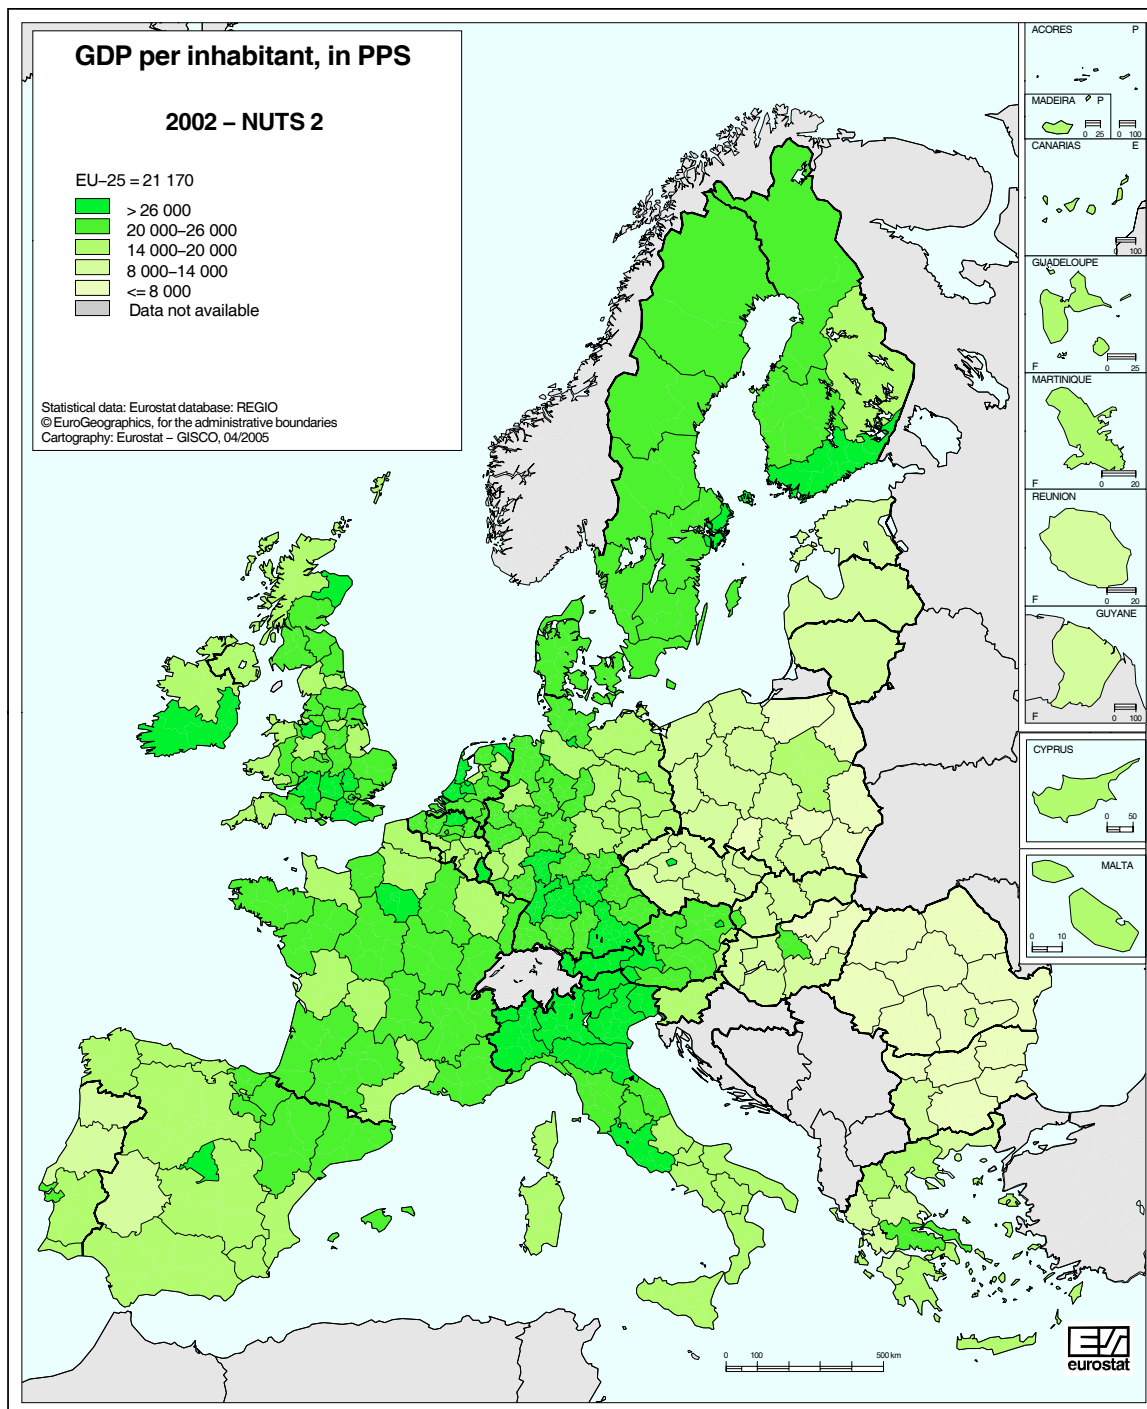 GDP per inhabitant, in PPS
2002 – NUTS 2
EU–25 = 21 170
> 26 000
20 000–26 000
14 000–20 000
8 000–14 000
<= 8 000
Data not available
Statistical data: Eurostat database: REGIO
© EuroGeographics, for the administrative boundaries
Cartography: Eurostat – GISCO, 04/2005
ACORES P
MADEIRA P
0 25 0 100
CANARIAS E
0 100
GUADELOUPE
F 0 25
MARTINIQUE
F 0 20
REUNION
F 0 20
GUYANE
F 0 100
CYPRUS
0 50
MALTA
0 10
0 100 500 km
eurostat